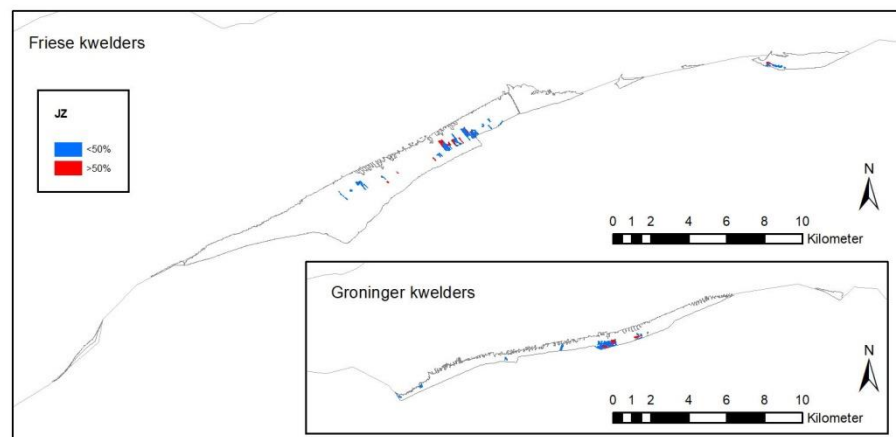 Friese kwelders
JZ
<50%
>50%
N
0 1 2 4 6 8 10
Kilometer
Groninger kwelders
N
0 1 2 4 6 8 10
Kilometer